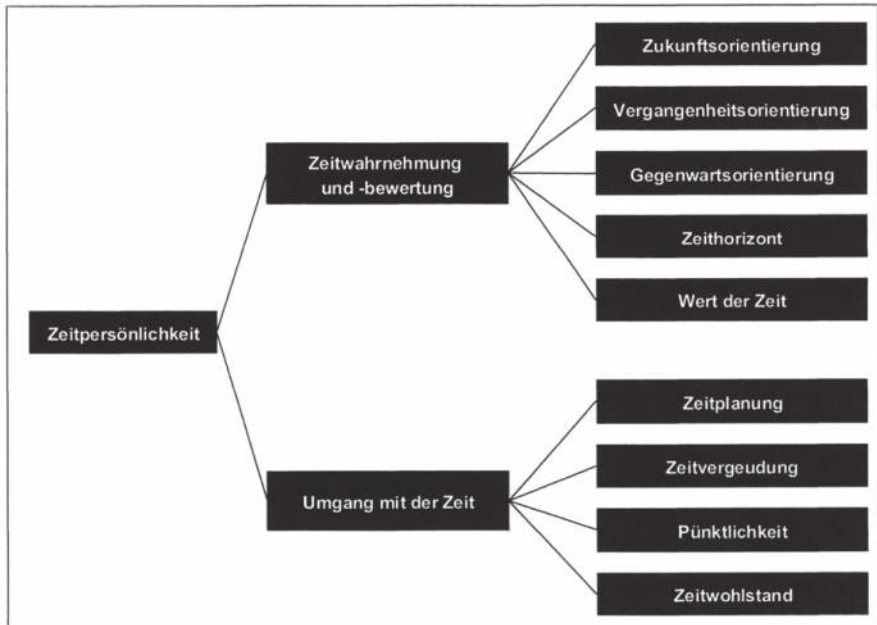 Zukunftsorientierung
Vergangenheitsorientierung
Zeitwahrnehmung
und -bewertung
Gegenwartsorientierung
Zeithorizont
Wert der Zeit
Zeitpersönlichkeit
Zeitplanung
Zeitvergeudung
Umgang mit der Zeit
Pünktlichkeit
Zeitwohlstand